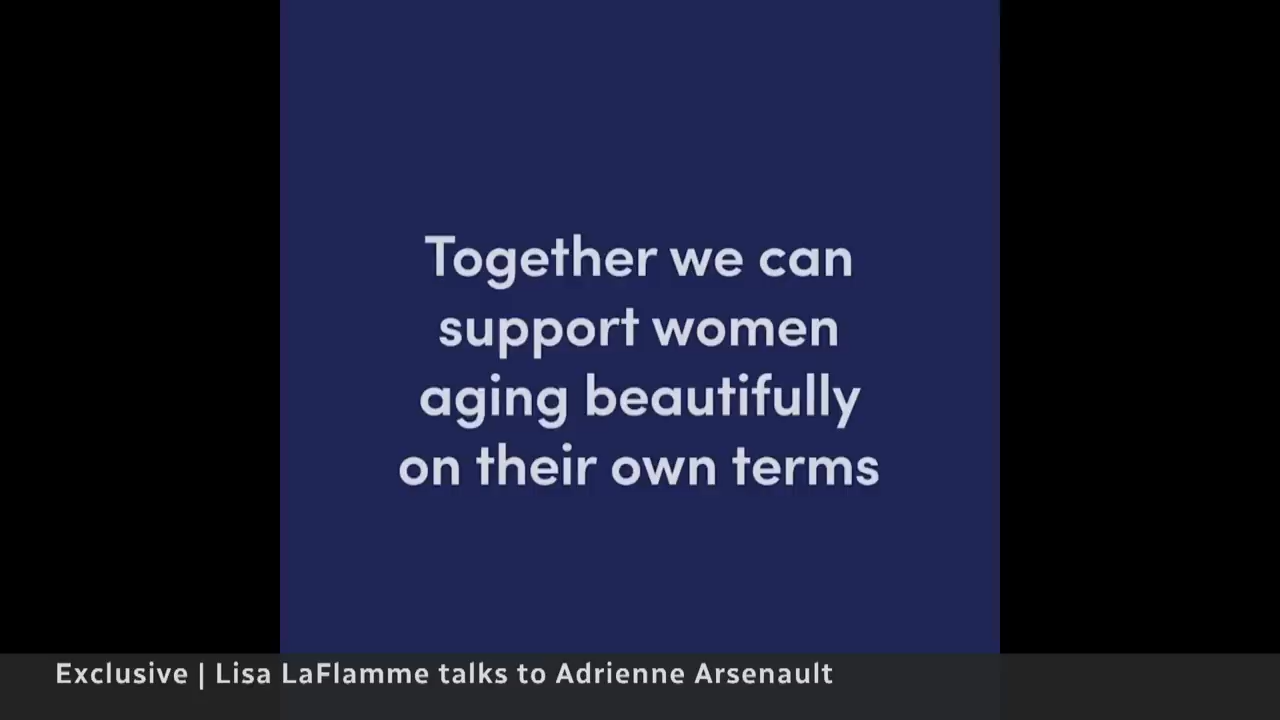 Together we can
support women
aging beautifully
on their own terms
Exclusive | Lisa LaFlamme talks to Adrienne Arsenault